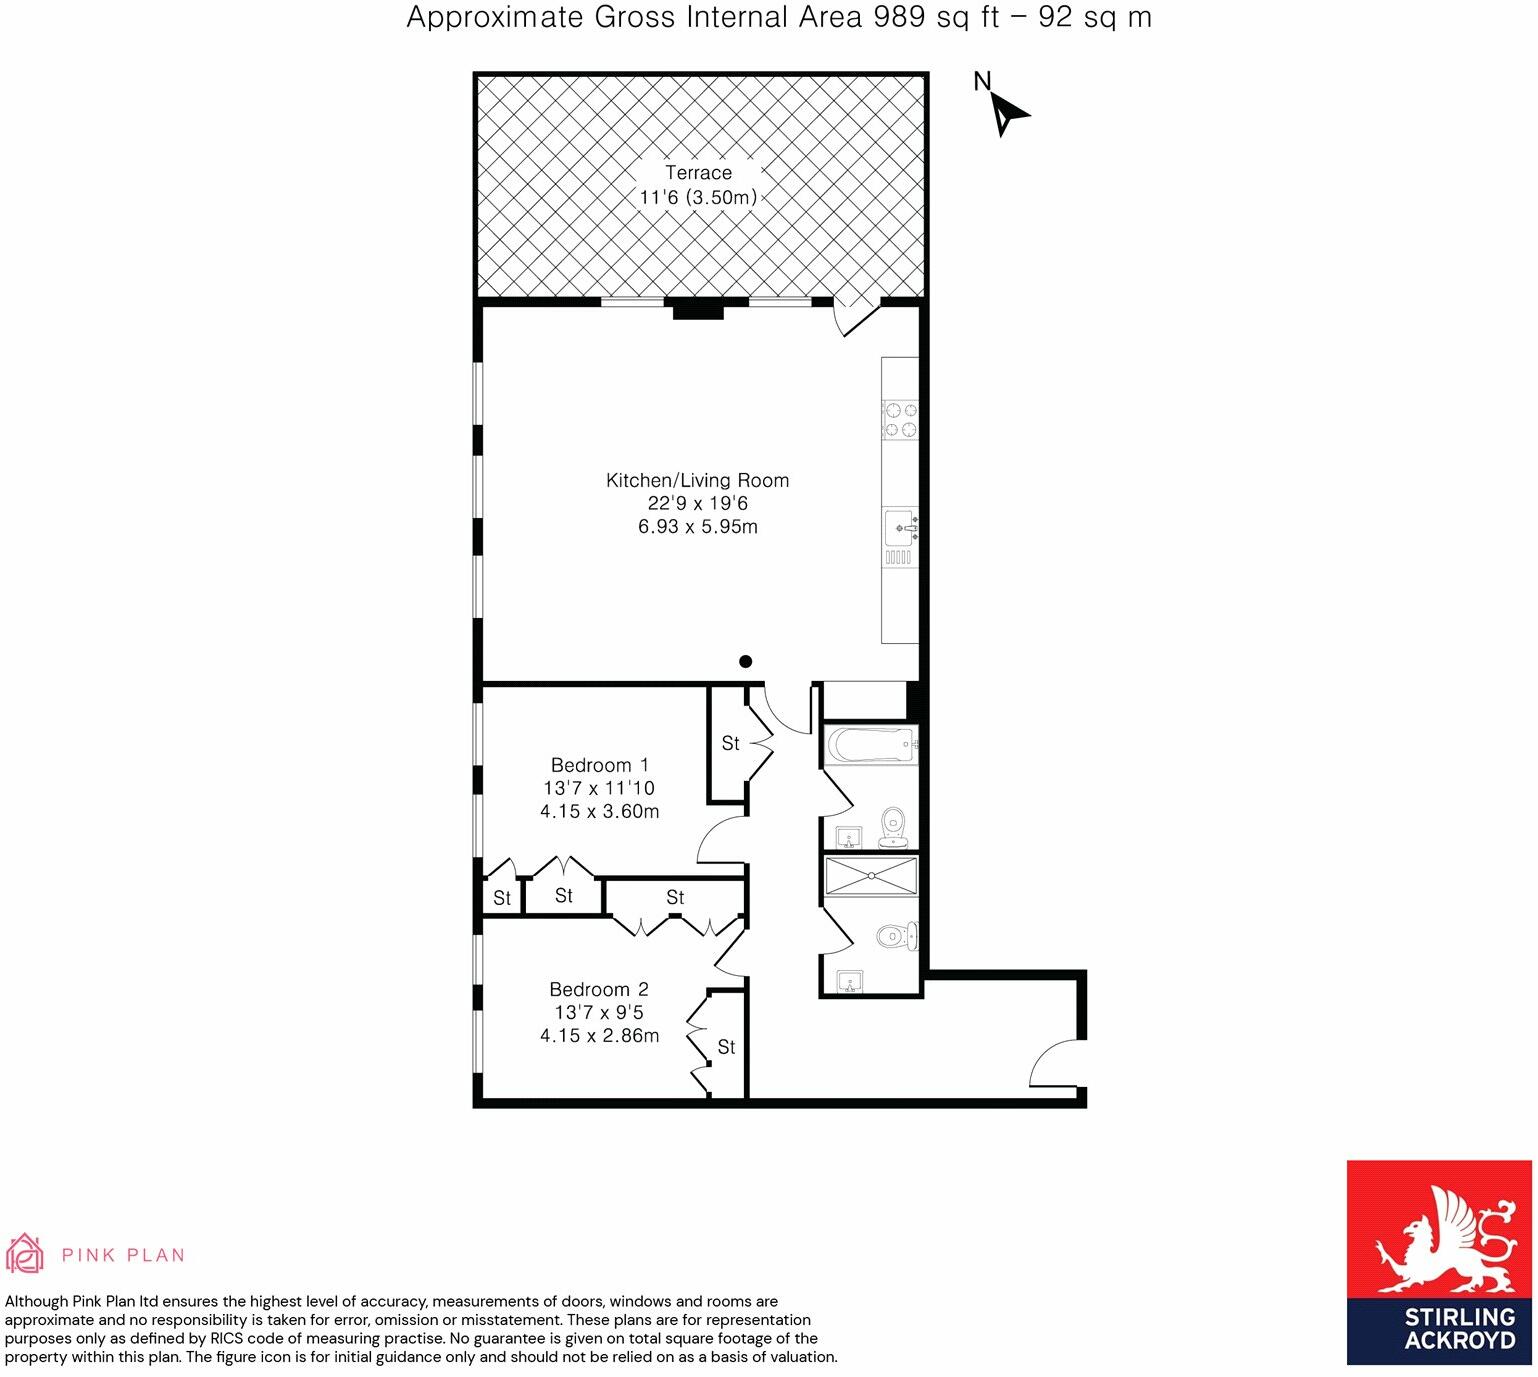 Approximate Gross Internal Area 989 sq ft – 92 sq m
N
Terrace
11'6 (3.50m)
Kitchen/Living Room
22'9 x 19'6
6.93 x 5.95m
St
Bedroom 1
13'7 x 11'10
4.15 x 3.60m
St
St
St
Bedroom 2
13'7 x 9'5
4.15 x 2.86m
St
PINK PLAN
Although Pink Plan ltd ensures the highest level of accuracy, measurements of doors, windows and rooms are
approximate and no responsibility is taken for error, omission or misstatement. These plans are for representation
purposes only as defined by RICS code of measuring practise. No guarantee is given on total square footage of the
property within this plan. The figure icon is for initial guidance only and should not be relied on as a basis of valuation.
STIRLING
ACKROYD